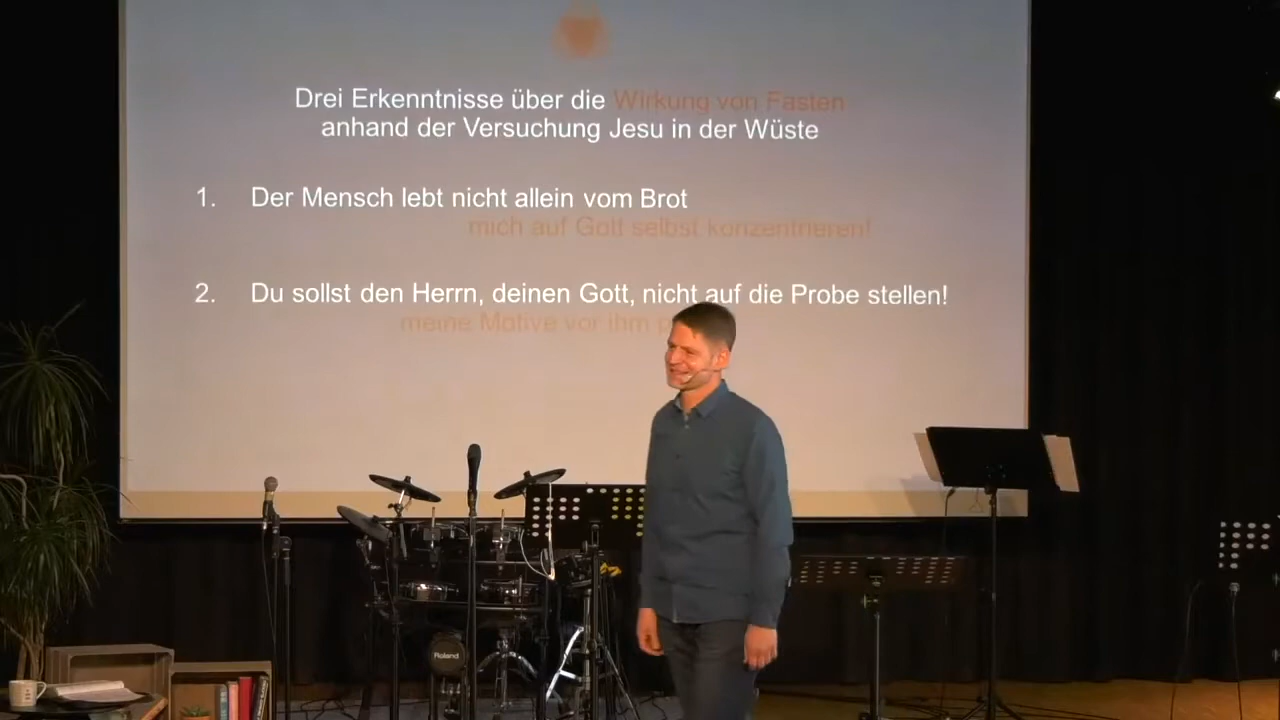 Drei Erkenntnisse über die Wirkung von Fasten
anhand der Versuchung Jesu in der Wüste
1. Der Mensch lebt nicht allein vom Brot
mich auf Gott selbst konzentrieren!
2. Du sollst den Herrn, deinen Gott, nicht auf die Probe stellen!
meine Motive vor ihm p
Roland